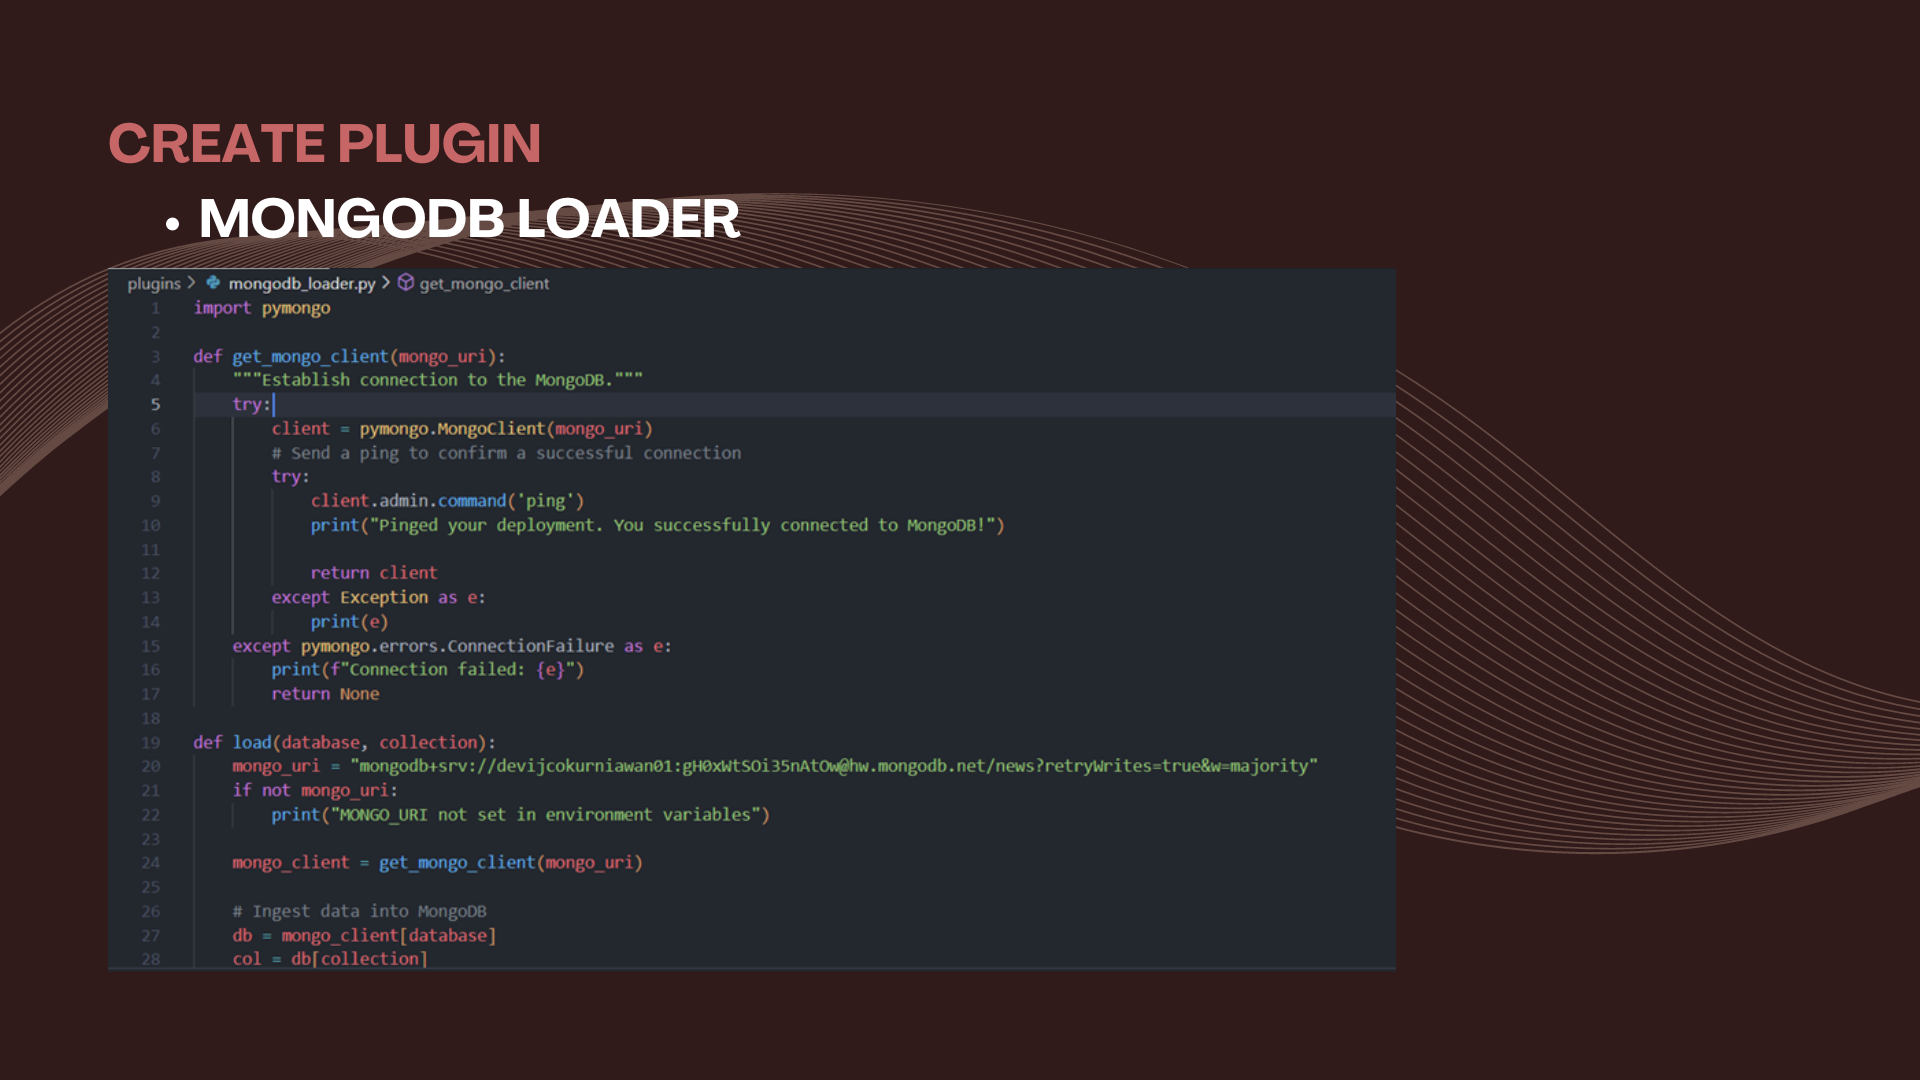 CREATE PLUGIN
• MONGODB LOADER
plugins > mongodb_loader.py > get_mongo_client
1 import pymongo
2
3 def get_mongo_client(mongo_uri):
4     """Establish connection to the MongoDB."""
5     try:
6         client = pymongo.MongoClient(mongo_uri)
7         # Send a ping to confirm a successful connection
8         try:
9             client.admin.command('ping')
10             print("Pinged your deployment. You successfully connected to MongoDB!")
11
12             return client
13         except Exception as e:
14             print(e)
15     except pymongo.errors.ConnectionFailure as e:
16         print(f"Connection failed: {e}")
17         return None
18
19 def load(database, collection):
20     mongo_uri = "mongodb+srv://devijcokurniawan01:gH0xWtSOi35nAtOw@hw.mongodb.net/news?retryWrites=true&w=majority"
21     if not mongo_uri:
22         print("MONGO_URI not set in environment variables")
23
24     mongo_client = get_mongo_client(mongo_uri)
25
26     # Ingest data into MongoDB
27     db = mongo_client[database]
28     col = db[collection]